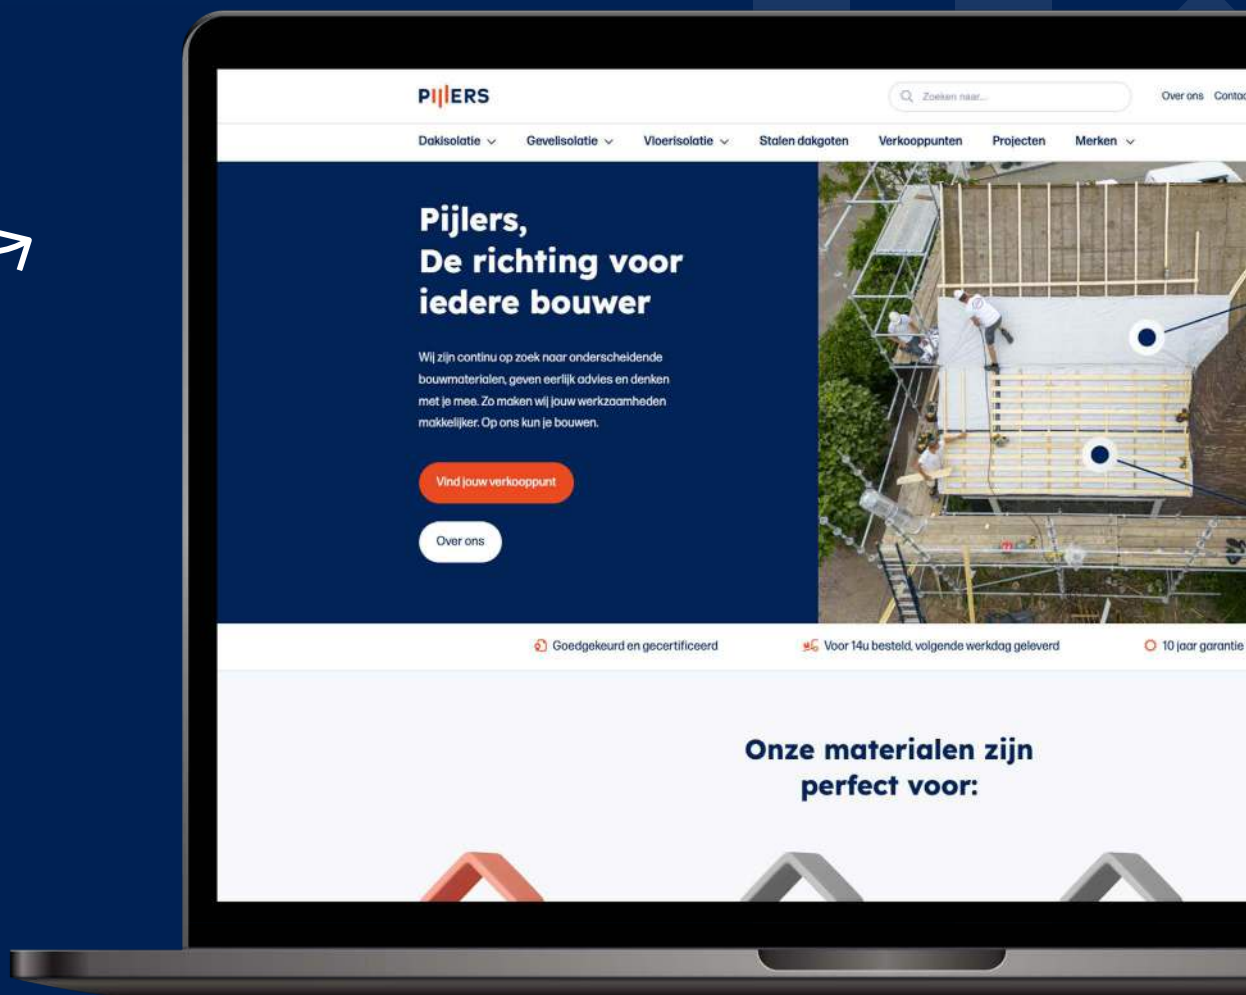 PIJLERS
Zoeken naar...
Over ons Contac
Dakisolatie Gevelisolatie Vloerisolatie Stalen dakgoten Verkooppunten Projecten Merken
Pijlers,
De richting voor
iedere bouwer
Wij zijn continu op zoek naar onderscheidende
bouwmaterialen, geven eerlijk advies en denken
met je mee. Zo maken wij jouw werkzaamheden
makkelijker. Op ons kun je bouwen.
Vind jouw verkooppunt
Over ons
Goedgekeurd en gecertificeerd Voor 14u besteld, volgende werkdag geleverd 10 jaar garantie
Onze materialen zijn
perfect voor: